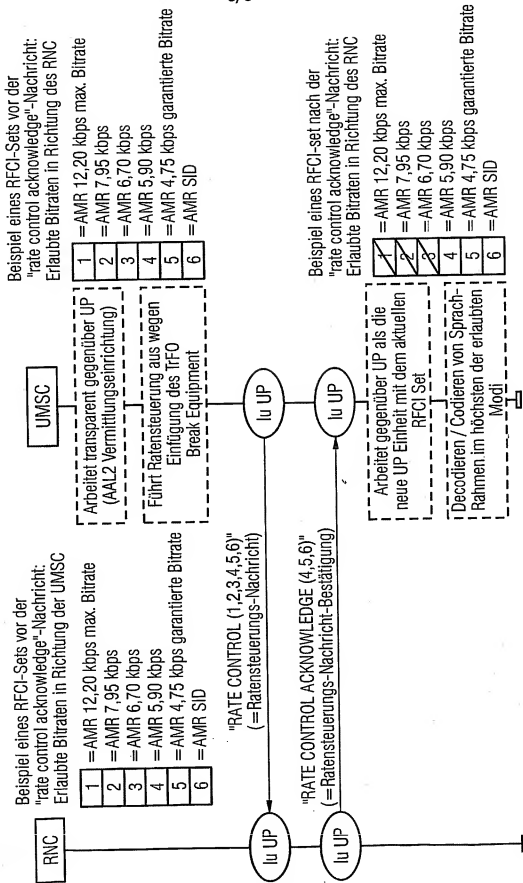 RNC
Beispiel eines RFCI-Sets vor der
"rate control acknowledge"-Nachricht:
Erlaubte Bitraten in Richtung der UMSC
1 =AMR 12,20 kbps max. Bitrate
2 =AMR 7,95 kbps
3 =AMR 6,70 kbps
4 =AMR 5,90 kbps
5 =AMR 4,75 kbps garantierte Bitrate
6 =AMR SID
UMSC
Beispiel eines RFCI-Sets vor der
"rate control acknowledge"-Nachricht:
Erlaubte Bitraten in Richtung des RNC
1 =AMR 12,20 kbps max. Bitrate
2 =AMR 7,95 kbps
3 =AMR 6,70 kbps
4 =AMR 5,90 kbps
5 =AMR 4,75 kbps garantierte Bitrate
6 =AMR SID
Arbeitet transparent gegenüber UP
(AAL2 Vermittlungseinrichtung)
Führt Ratensteuerung aus wegen
Einfügung des TrFO
Break Equipment
Iu UP
"RATE CONTROL (1,2,3,4,5,6)"
(=Ratensteuerungs-Nachricht)
Iu UP
Iu UP
"RATE CONTROL ACKNOWLEDGE (4,5,6)"
(=Ratensteuerungs-Nachricht-Bestätigung)
Iu UP
Arbeitet gegenüber UP als die
neue UP Einheit mit dem aktuellen
RFCI Set
Decodieren / Codieren von Sprach-
Rahmen im höchsten der erlaubten
Modi
Beispiel eines RFCI-set nach der
"rate control acknowledge"-Nachricht:
Erlaubte Bitraten in Richtung des RNC
1 =AMR 12,20 kbps max. Bitrate
2 =AMR 7,95 kbps
3 =AMR 6,70 kbps
4 =AMR 5,90 kbps
5 =AMR 4,75 kbps garantierte Bitrate
6 =AMR SID